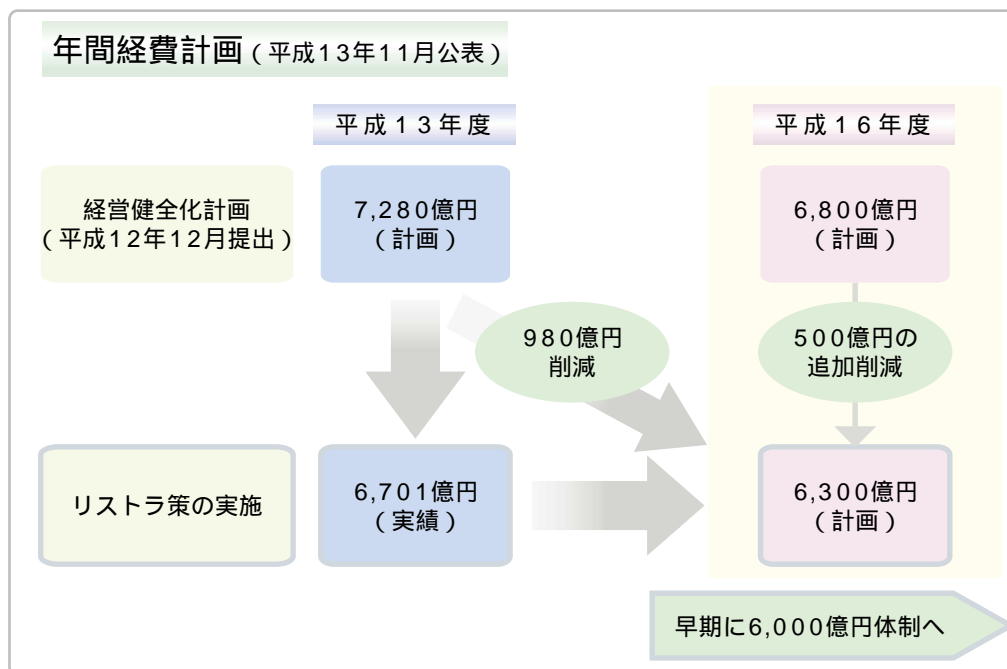 年間経費計画（平成13年11月公表）
平成13年度
平成16年度
経営健全化計画
（平成12年12月提出）
7,280億円
（計画）
6,800億円
（計画）
980億円
削減
500億円の
追加削減
リストラ策の実施
6,701億円
（実績）
6,300億円
（計画）
早期に6,000億円体制へ